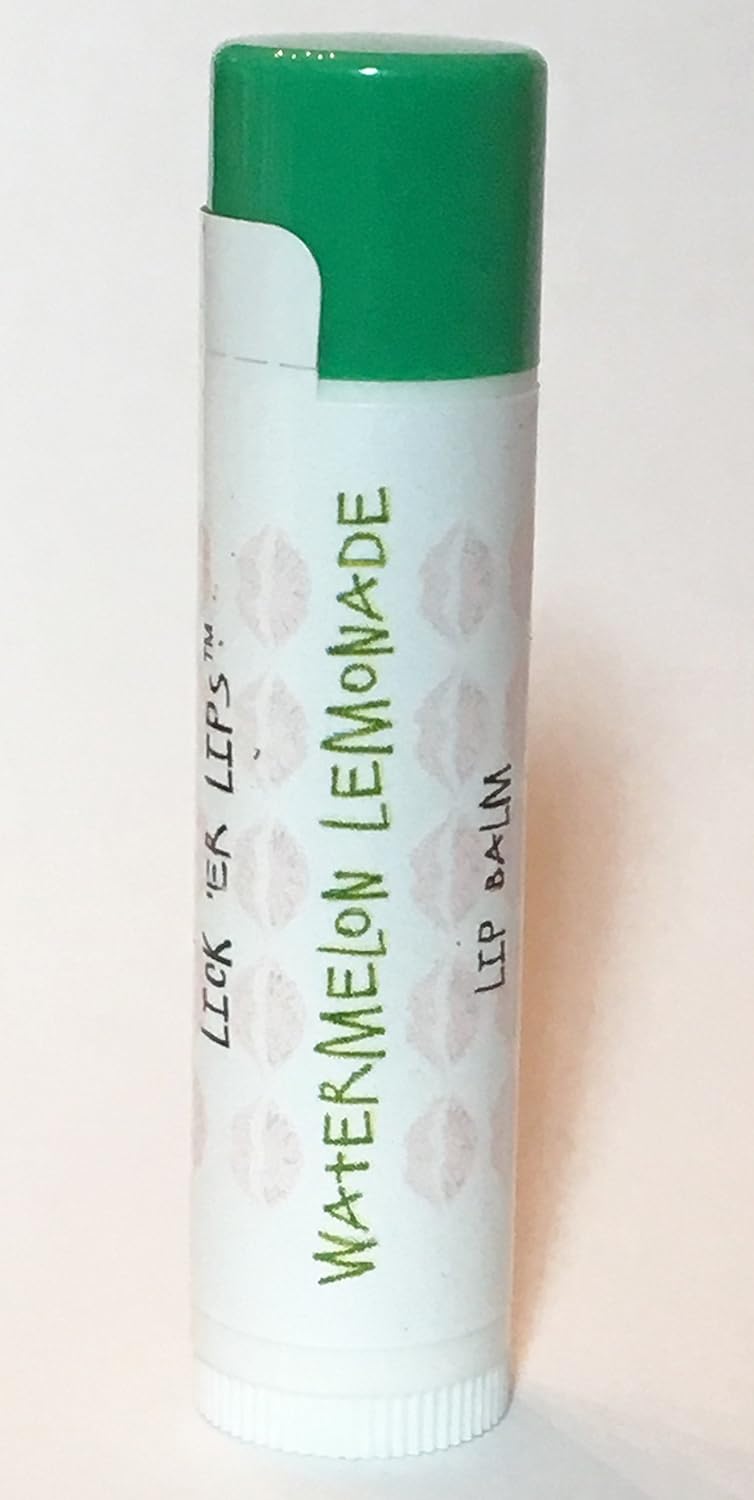 LICK 'ER LIPS™
WATERMELON LEMONADE
LIP BALM